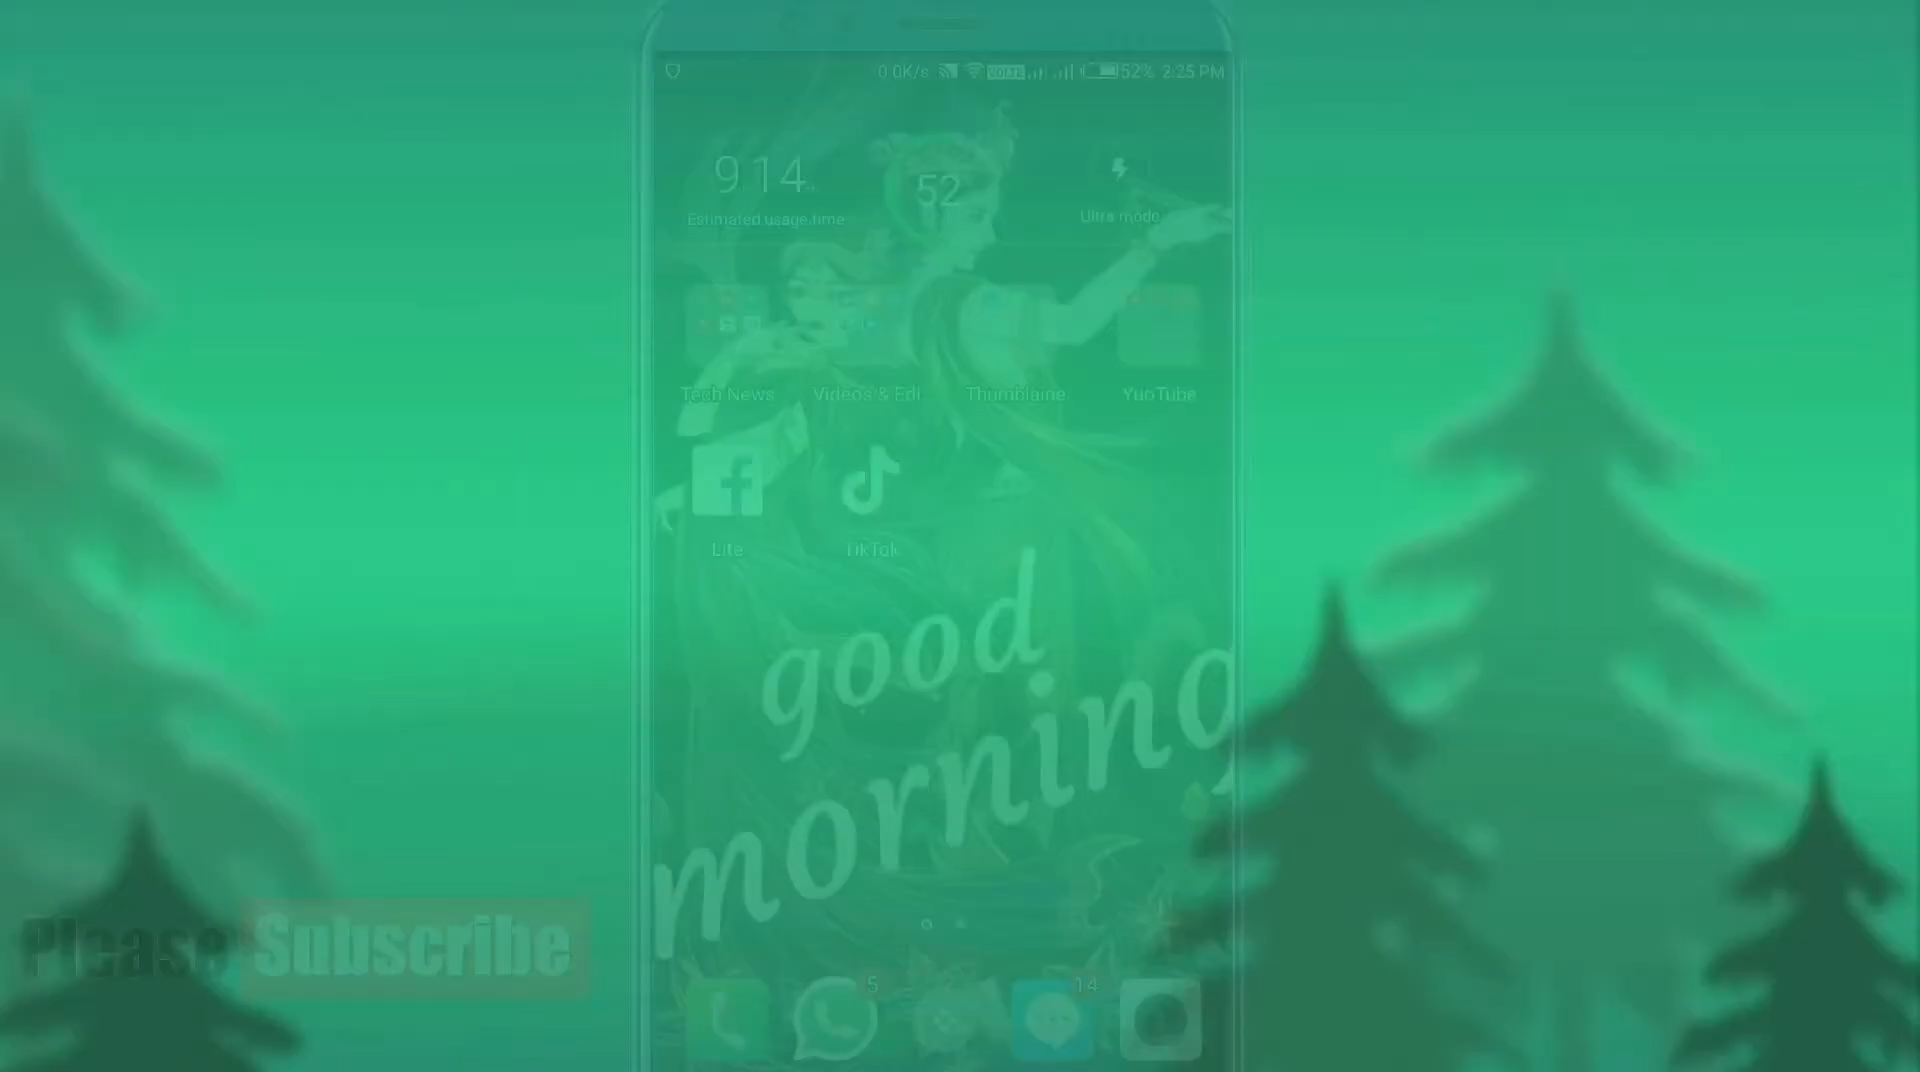 0.0K/s VOLTE 52% 2:25 PM
9 14 52
Estimated usage time Ultra mode
Tech News Videos & Edi Thumblaine YuoTube
Lite TikTok
good
morning
Please Subscribe
5 14